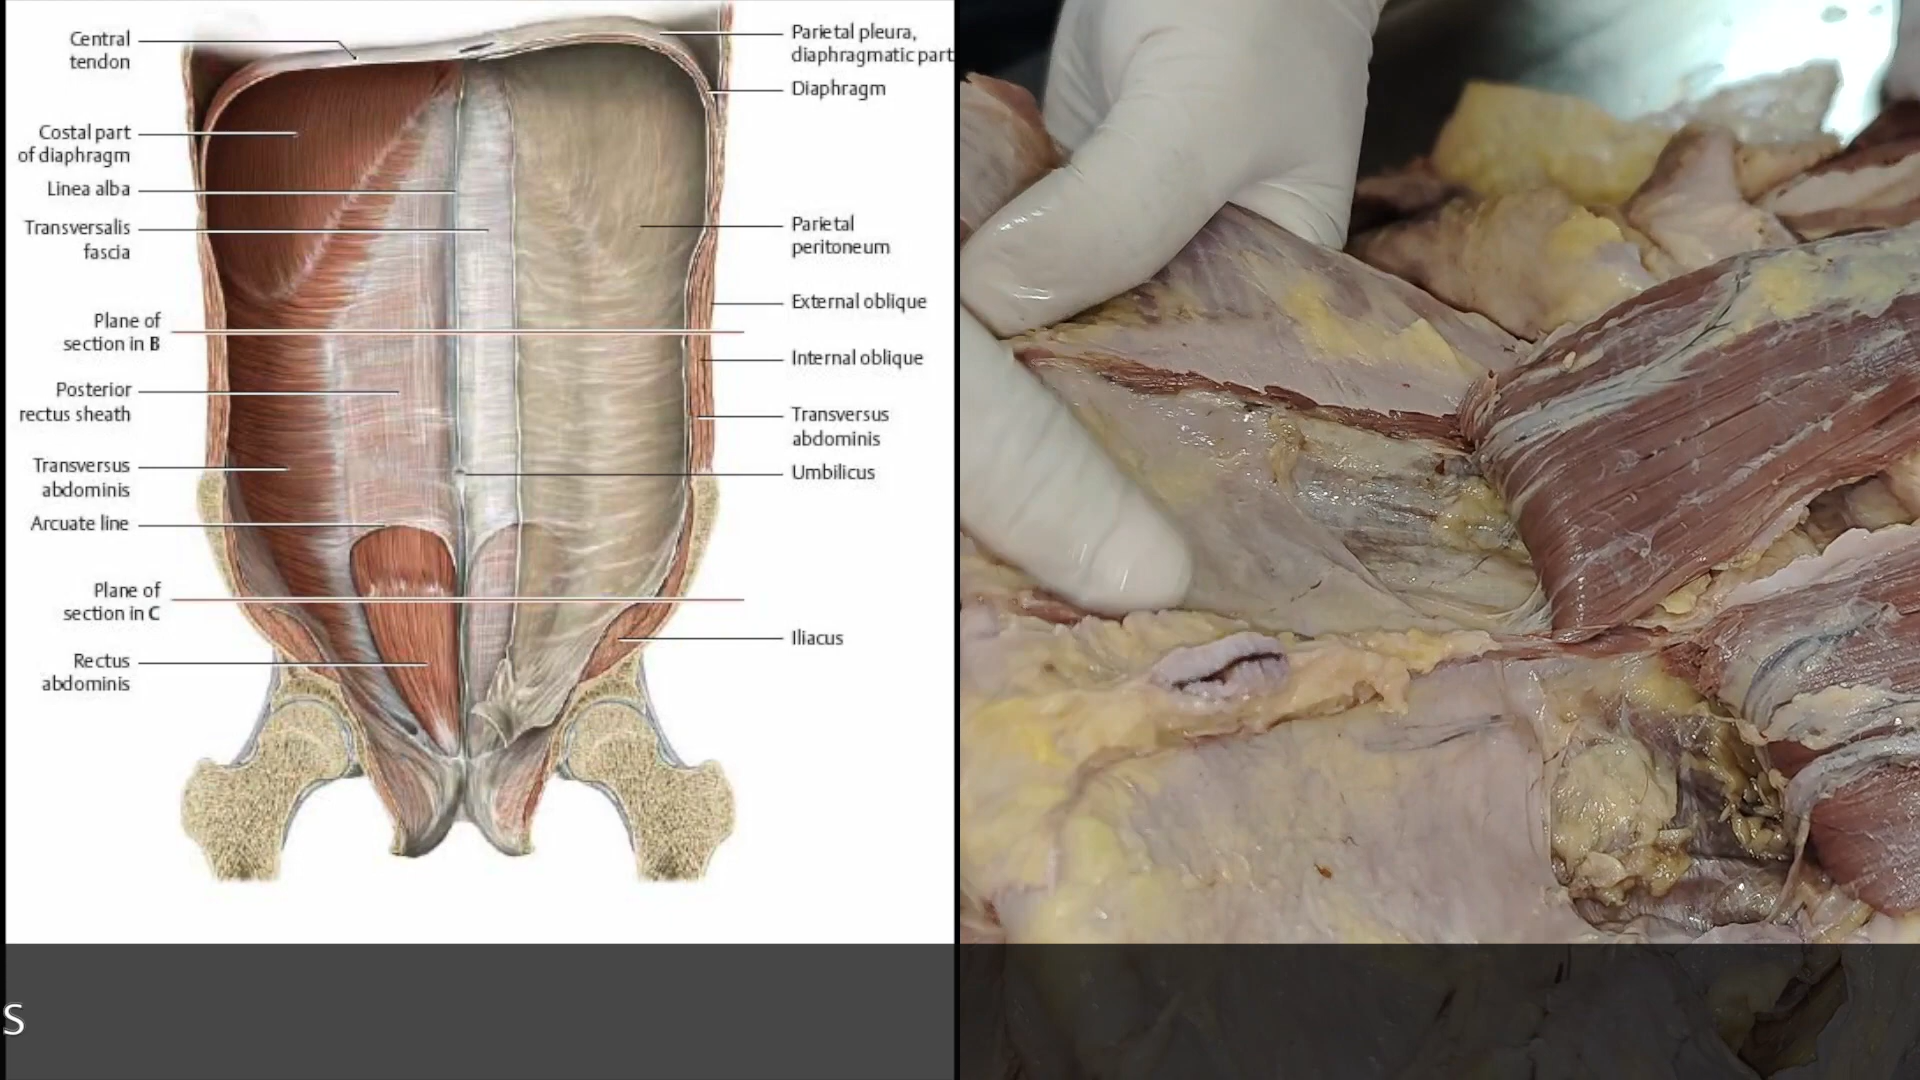 Central
tendon
Costal part
of diaphragm
Linea alba
Transversalis
fascia
Plane of
section in B
Posterior
rectus sheath
Transversus
abdominis
Arcuate line
Plane of
section in C
Rectus
abdominis
Parietal pleura,
diaphragmatic part
Diaphragm
Parietal
peritoneum
External oblique
Internal oblique
Transversus
abdominis
Umbilicus
Iliacus
S